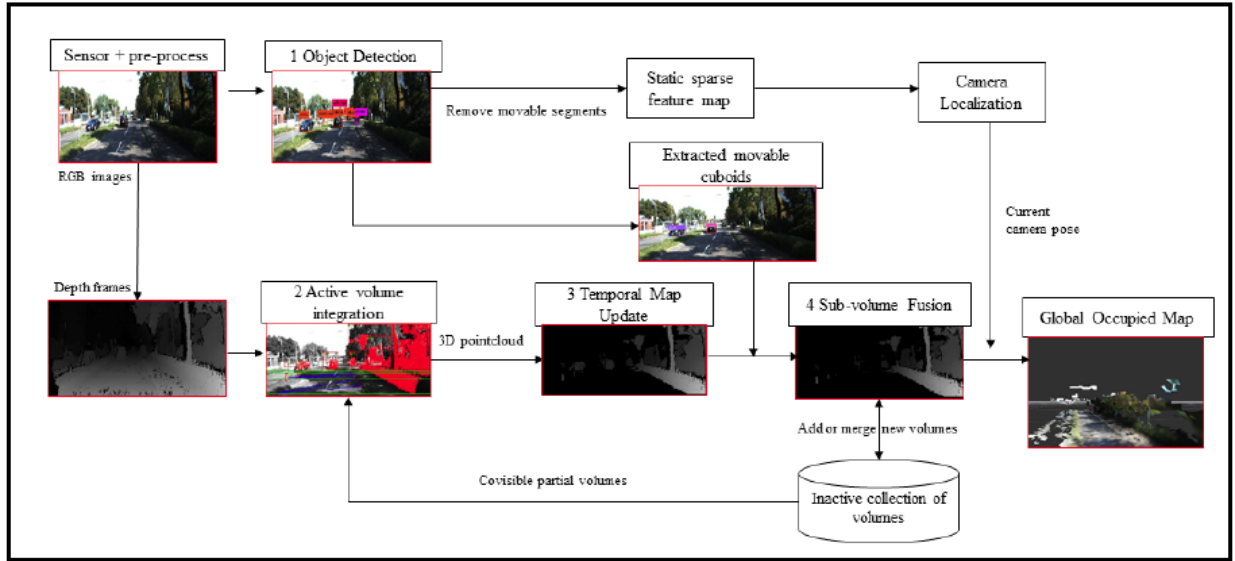 Sensor + pre-process
1 Object Detection
Static sparse
feature map
Camera
Localization
Remove movable segments
RGB images
Extracted movable
cuboids
Current
camera pose
Depth frames
2 Active volume
integration
3D pointcloud
3 Temporal Map
Update
4 Sub-volume Fusion
Global Occupied Map
Add or merge new volumes
Covisible partial volumes
Inactive collection of
volumes